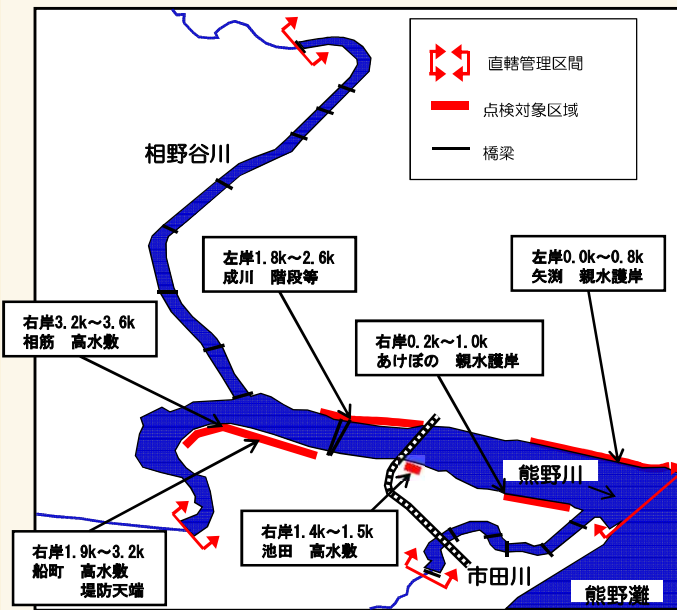 直轄管理区間
点検対象区域
橋梁
相野谷川
左岸1.8k～2.6k
成川　階段等
左岸0.0k～0.8k
矢渕　親水護岸
右岸3.2k～3.6k
相筋　高水敷
右岸0.2k～1.0k
あけぼの　親水護岸
熊野川
右岸1.4k～1.5k
池田　高水敷
右岸1.9k～3.2k
船町　高水敷
堤防天端
市田川
熊野灘